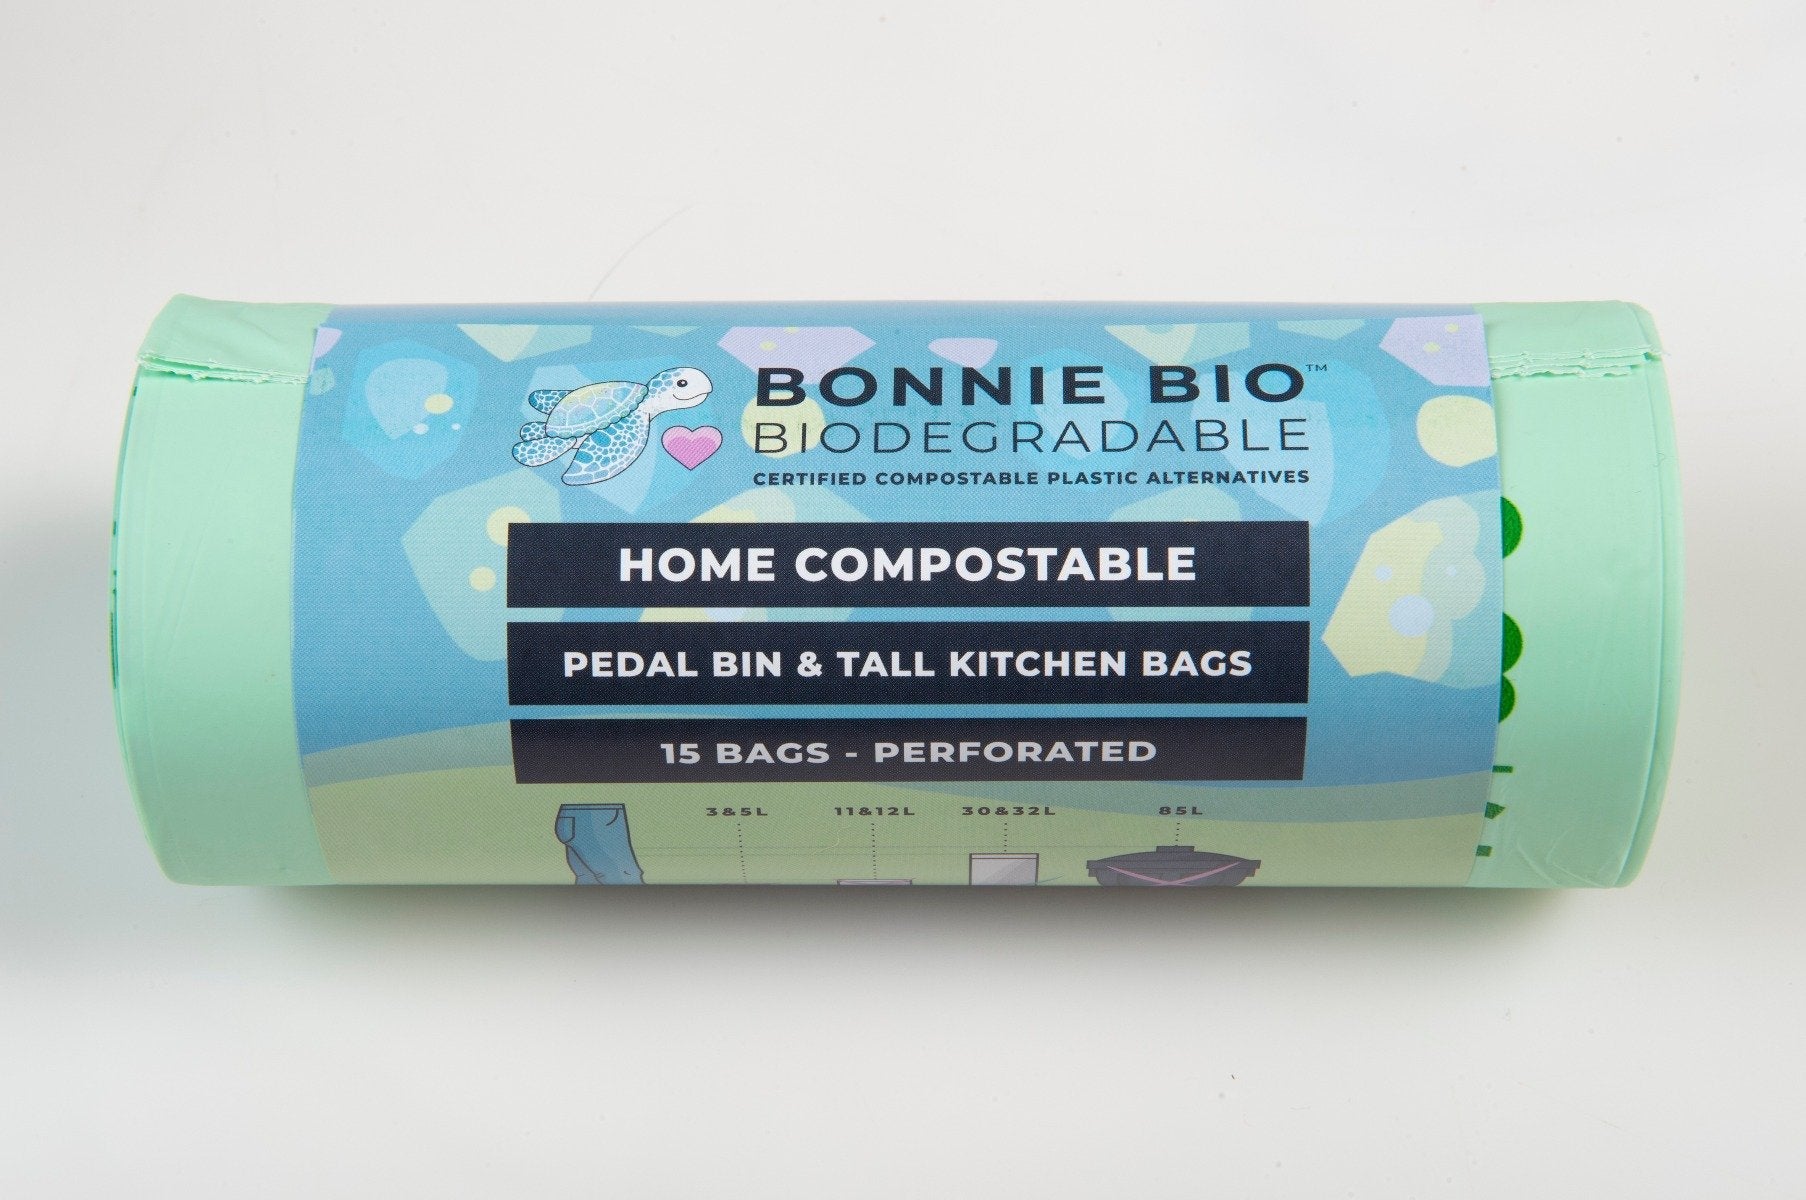 BONNIE BIO™
BIODEGRADABLE
CERTIFIED COMPOSTABLE PLASTIC ALTERNATIVES
HOME COMPOSTABLE
PEDAL BIN & TALL KITCHEN BAGS
15 BAGS - PERFORATED
3&5L 11&12L 30&32L 85L